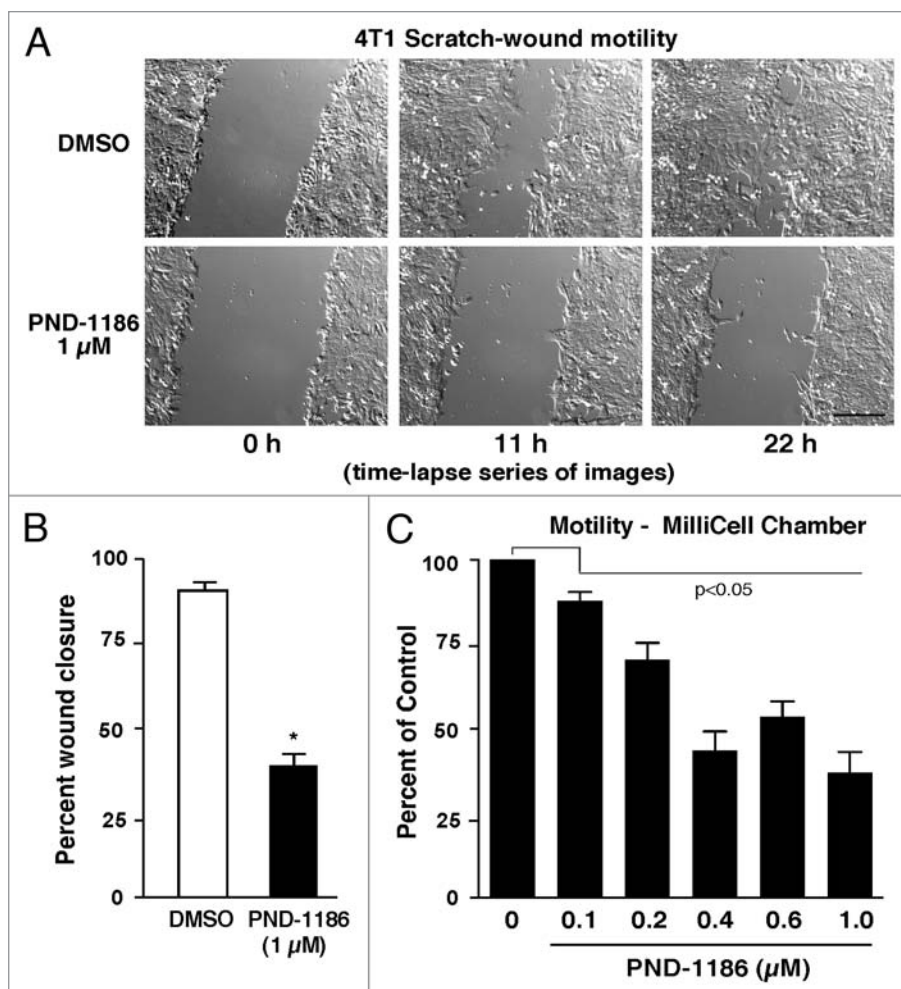 A
4T1 Scratch-wound motility
DMSO
PND-1186
1 µM
0 h
11 h
22 h
(time-lapse series of images)
B
Percent wound closure
100
75
50
25
0
*
DMSO
PND-1186
(1 µM)
C
Motility - MilliCell Chamber
Percent of Control
100
75
50
25
0
p<0.05
0
0.1
0.2
0.4
0.6
1.0
PND-1186 (µM)